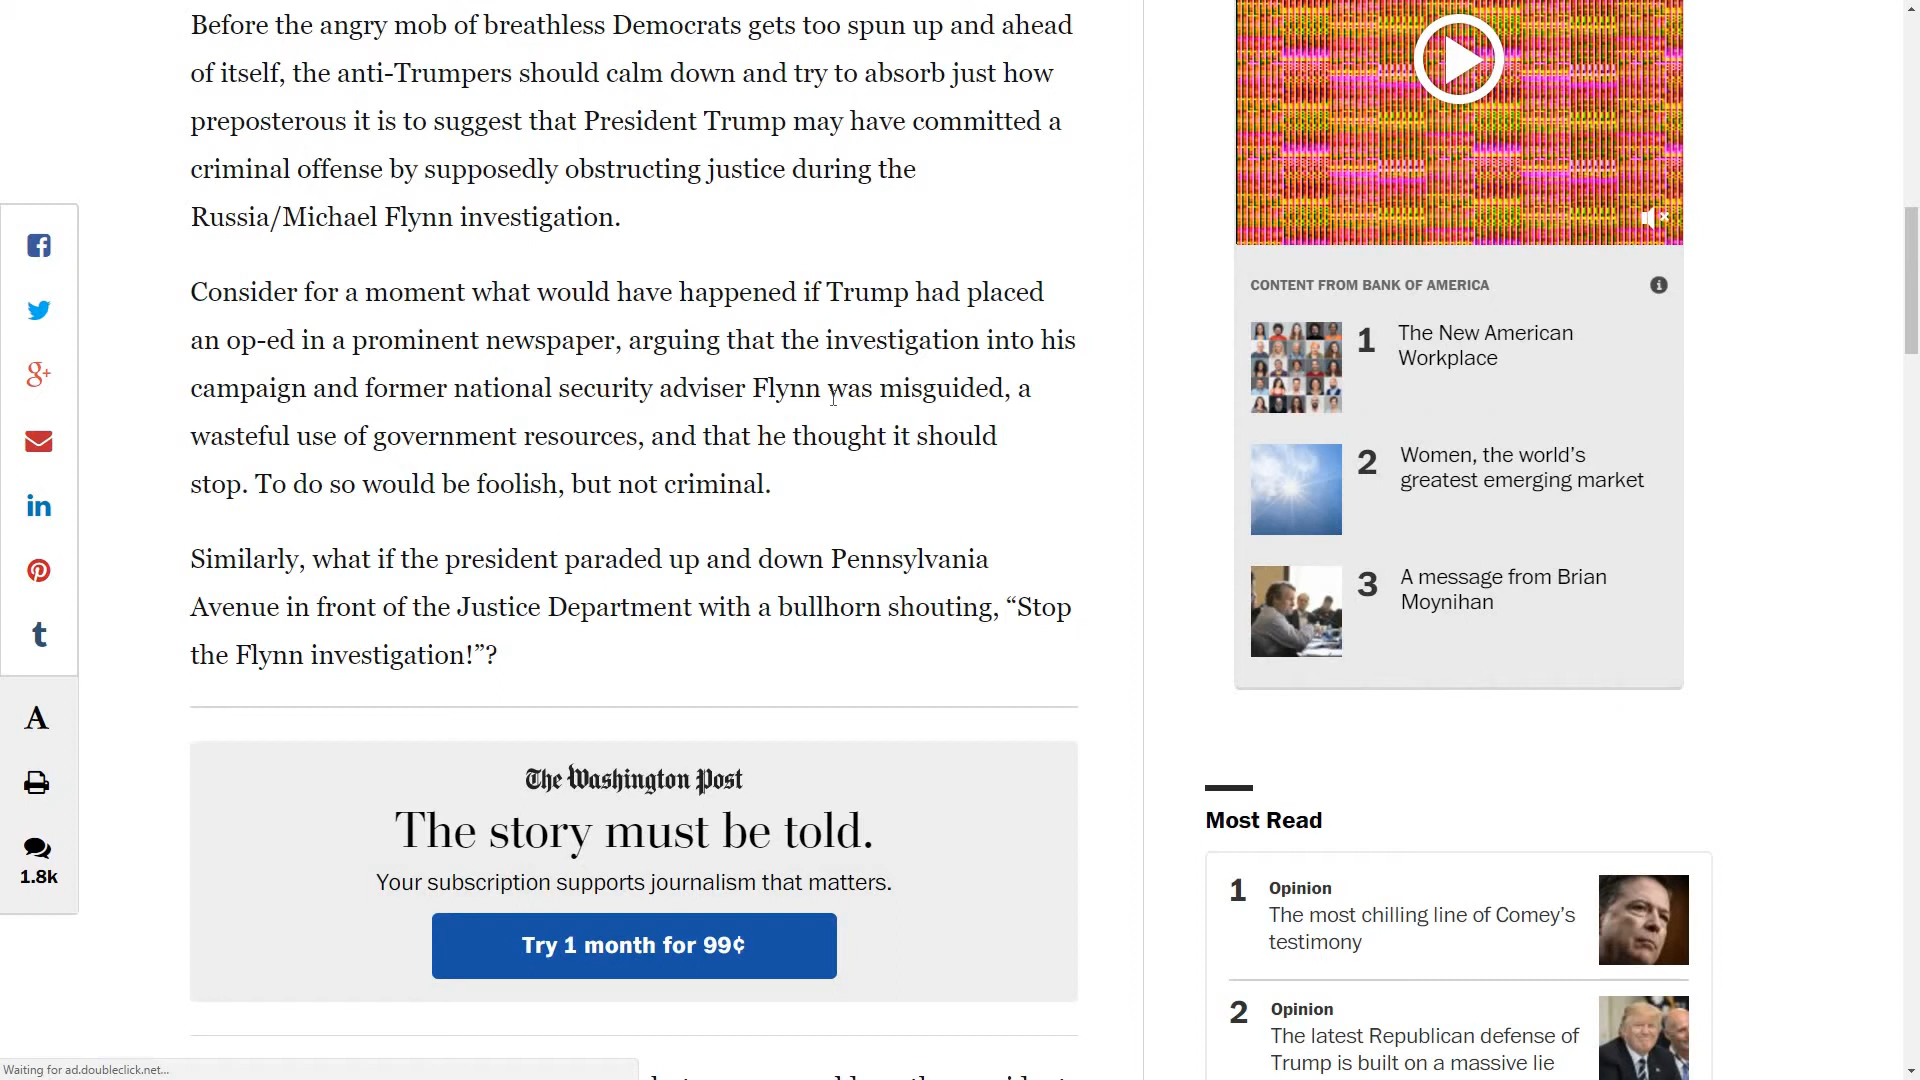 Before the angry mob of breathless Democrats gets too spun up and ahead
of itself, the anti-Trumpers should calm down and try to absorb just how
preposterous it is to suggest that President Trump may have committed a
criminal offense by supposedly obstructing justice during the
Russia/Michael Flynn investigation.
Consider for a moment what would have happened if Trump had placed
an op-ed in a prominent newspaper, arguing that the investigation into his
campaign and former national security adviser Flynn was misguided, a
wasteful use of government resources, and that he thought it should
stop. To do so would be foolish, but not criminal.
Similarly, what if the president paraded up and down Pennsylvania
Avenue in front of the Justice Department with a bullhorn shouting, “Stop
the Flynn investigation!”?
The Washington Post
The story must be told.
Your subscription supports journalism that matters.
Try 1 month for 99¢
1.8k
Waiting for ad.doubleclick.net...
CONTENT FROM BANK OF AMERICA
1 The New American
Workplace
2 Women, the world’s
greatest emerging market
3 A message from Brian
Moynihan
Most Read
1 Opinion
The most chilling line of Comey’s
testimony
2 Opinion
The latest Republican defense of
Trump is built on a massive lie